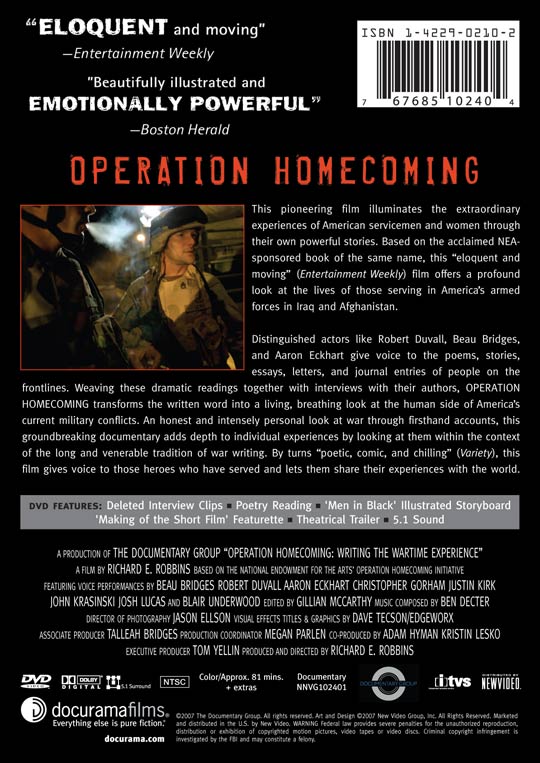 "ELOQUENT and moving"
—Entertainment Weekly
"Beautifully illustrated and
EMOTIONALLY POWERFUL"
—Boston Herald
ISBN 1-4229-0210-2
7 67685 10240 4
OPERATION HOMECOMING
This pioneering film illuminates the extraordinary
experiences of American servicemen and women through
their own powerful stories. Based on the acclaimed NEA-
sponsored book of the same name, this "eloquent and
moving" (Entertainment Weekly) film offers a profound
look at the lives of those serving in America's armed
forces in Iraq and Afghanistan.
Distinguished actors like Robert Duvall, Beau Bridges,
and Aaron Eckhart give voice to the poems, stories,
essays, letters, and journal entries of people on the
frontlines. Weaving these dramatic readings together with interviews with their authors, OPERATION
HOMECOMING transforms the written word into a living, breathing look at the human side of America's
current military conflicts. An honest and intensely personal look at war through firsthand accounts, this
groundbreaking documentary adds depth to individual experiences by looking at them within the context
of the long and venerable tradition of war writing. By turns "poetic, comic, and chilling" (Variety), this
film gives voice to those heroes who have served and lets them share their experiences with the world.
DVD FEATURES: Deleted Interview Clips ▪ Poetry Reading ▪ 'Men in Black' Illustrated Storyboard
'Making of the Short Film' Featurette ▪ Theatrical Trailer ▪ 5.1 Sound
A PRODUCTION OF THE DOCUMENTARY GROUP "OPERATION HOMECOMING: WRITING THE WARTIME EXPERIENCE"
A FILM BY RICHARD E. ROBBINS BASED ON THE NATIONAL ENDOWMENT FOR THE ARTS' OPERATION HOMECOMING INITIATIVE
FEATURING VOICE PERFORMANCES BY BEAU BRIDGES ROBERT DUVALL AARON ECKHART CHRISTOPHER GORHAM JUSTIN KIRK
JOHN KRASINSKI JOSH LUCAS AND BLAIR UNDERWOOD EDITED BY GILLIAN MCCARTHY MUSIC COMPOSED BY BEN DECTER
DIRECTOR OF PHOTOGRAPHY JASON ELLSON VISUAL EFFECTS TITLES & GRAPHICS BY DAVE TECSON/EDGEWORX
ASSOCIATE PRODUCER TALLEAH BRIDGES PRODUCTION COORDINATOR MEGAN PARLEN CO-PRODUCED BY ADAM HYMAN KRISTIN LESKO
EXECUTIVE PRODUCER TOM YELLIN PRODUCED AND DIRECTED BY RICHARD E. ROBBINS
DVD VIDEO
DOLBY DIGITAL 5.1 Surround
NTSC
Color/Approx. 81 mins.
+ extras
Documentary
NNVG102401
DOCUMENTARY GROUP
itvs
DISTRIBUTED BY
NEWVIDEO.
docuramafilms®
Everything else is pure fiction.™
docurama.com
©2007 The Documentary Group. All rights reserved. Art and Design ©2007 New Video Group, Inc. All Rights Reserved. Marketed
and distributed in the U.S. by New Video. WARNING Federal law provides severe penalties for the unauthorized reproduction,
distribution or exhibition of copyrighted motion pictures, video tapes or video discs. Criminal copyright infringement is
investigated by the FBI and may constitute a felony.